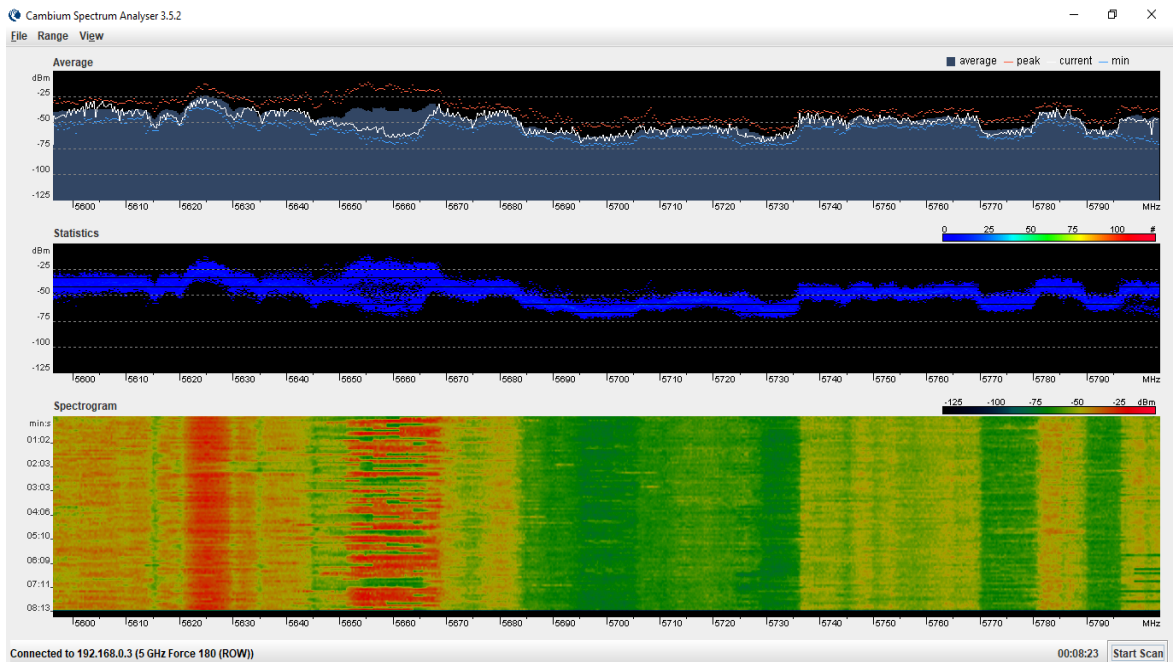 Cambium Spectrum Analyser 3.5.2
File Range View
Average
average peak current min
dBm
-25
-50
-75
-100
-125
5600 5610 5620 5630 5640 5650 5660 5670 5680 5690 5700 5710 5720 5730 5740 5750 5760 5770 5780 5790 MHz
Statistics
0 25 50 75 100 #
dBm
-25
-50
-75
-100
-125
5600 5610 5620 5630 5640 5650 5660 5670 5680 5690 5700 5710 5720 5730 5740 5750 5760 5770 5780 5790 MHz
Spectrogram
-125 -100 -75 -50 -25 dBm
min:s
01:02
02:03
03:03
04:06
05:10
06:09
07:11
08:13
5600 5610 5620 5630 5640 5650 5660 5670 5680 5690 5700 5710 5720 5730 5740 5750 5760 5770 5780 5790 MHz
Connected to 192.168.0.3 (5 GHz Force 180 (ROW)) 00:08:23 Start Scan